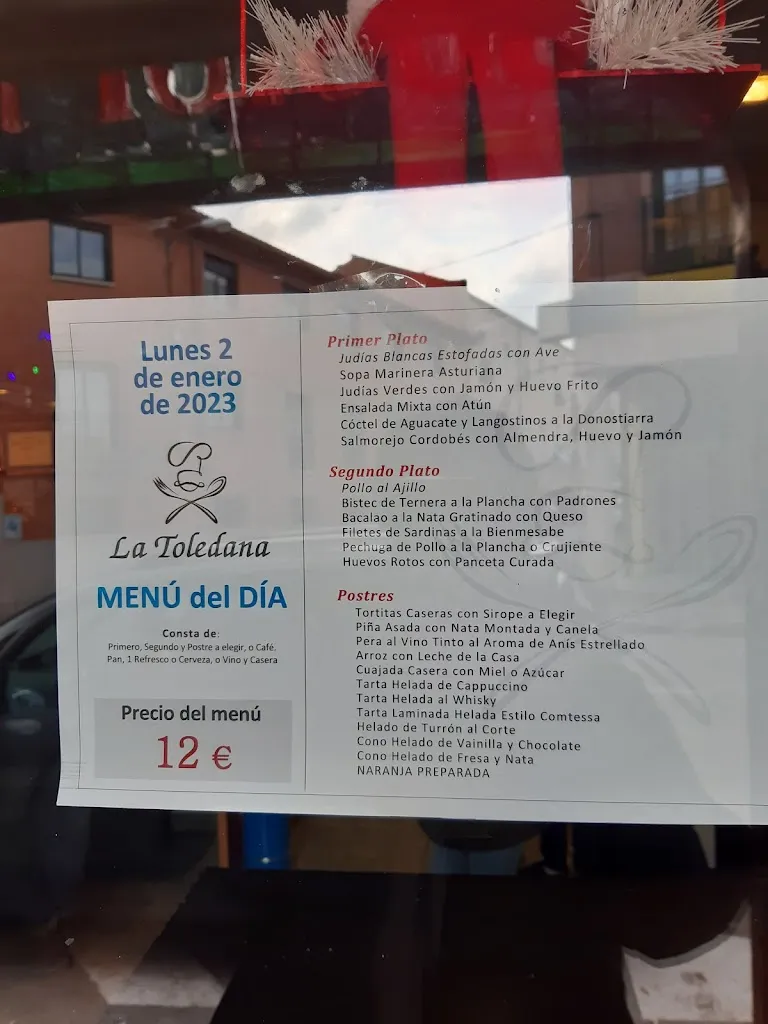 Lunes 2
de enero
de 2023
La Toledana
MENÚ del DÍA
Consta de:
Primero, Segundo y Postre a elegir, o Café,
Pan, 1 Refresco o Cerveza, o Vino y Casera
Precio del menú
12 €
Primer Plato
Judías Blancas Estofadas con Ave
Sopa Marinera Asturiana
Judías Verdes con Jamón y Huevo Frito
Ensalada Mixta con Atún
Cóctel de Aguacate y Langostinos a la Donostiarra
Salmorejo Cordobés con Almendra, Huevo y Jamón
Segundo Plato
Pollo al Ajillo
Bistec de Ternera a la Plancha con Padrones
Bacalao a la Nata Gratinado con Queso
Filetes de Sardinas a la Bienmesabe
Pechuga de Pollo a la Plancha o Crujiente
Huevos Rotos con Panceta Curada
Postres
Tortitas Caseras con Sirope a Elegir
Piña Asada con Nata Montada y Canela
Pera al Vino Tinto al Aroma de Anís Estrellado
Arroz con Leche de la Casa
Cuajada Casera con Miel o Azúcar
Tarta Helada de Cappuccino
Tarta Helada al Whisky
Tarta Laminada Helada Estilo Comtessa
Helado de Turrón al Corte
Cono Helado de Vainilla y Chocolate
Cono Helado de Fresa y Nata
NARANJA PREPARADA